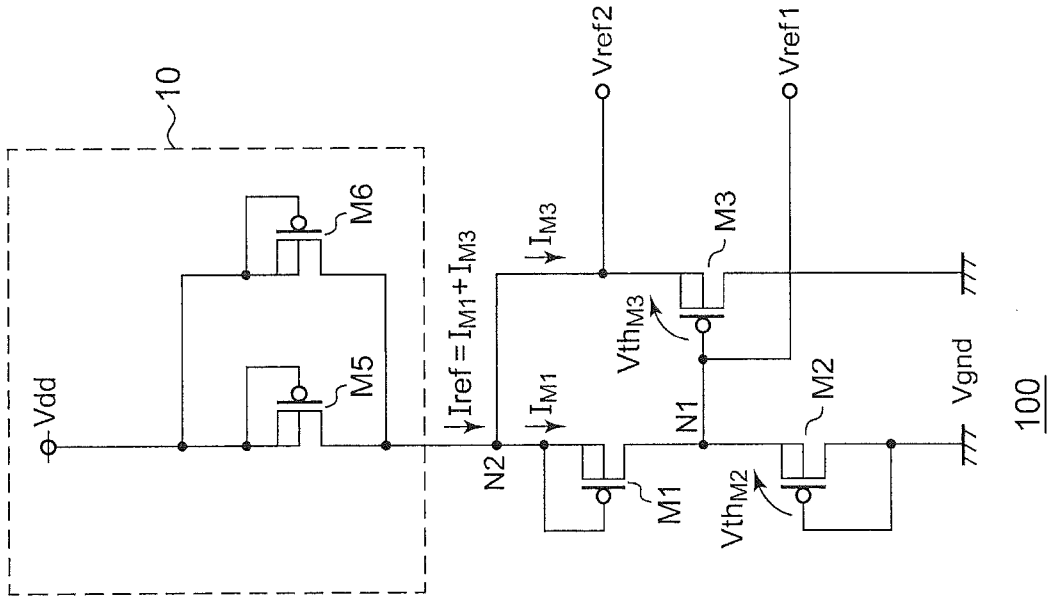 10
Vdd
M5
M6
Iref = IM1 + IM3
N2
IM1
IM3
Vref2
M1
VthM3
M3
N1
Vref1
VthM2
M2
Vgnd
100